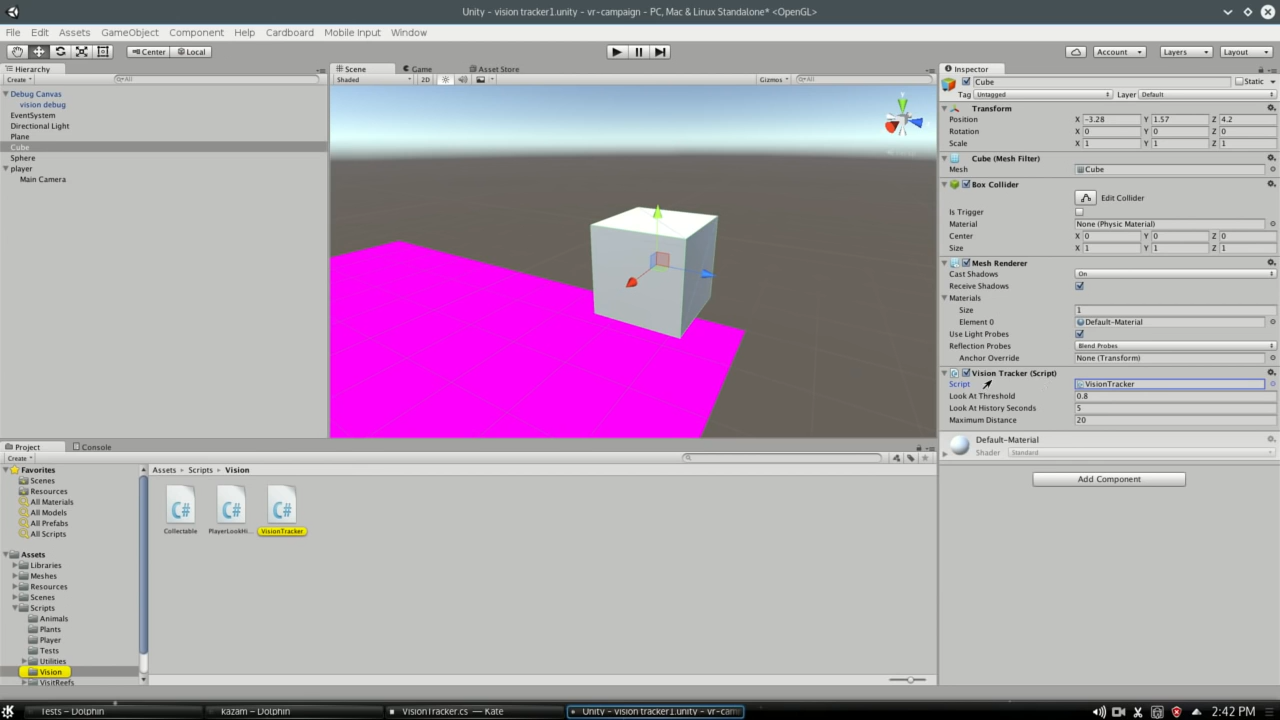 Unity - vision tracker1.unity - vr-campaign - PC, Mac & Linux Standalone* <OpenGL>
File Edit Assets GameObject Component Help Cardboard Mobile Input Window
Center Local Account Layers Layout
Hierarchy
Create All
Debug Canvas
vision debug
EventSystem
Directional Light
Plane
Cube
Sphere
player
Main Camera
Scene Game Asset Store
Shaded 2D Gizmos All
Inspector
Cube Static
Tag Untagged Layer Default
Transform
Position X -3.28 Y 1.57 Z 4.2
Rotation X 0 Y 0 Z 0
Scale X 1 Y 1 Z 1
Cube (Mesh Filter)
Mesh Cube
Box Collider
Edit Collider
Is Trigger
Material None (Physic Material)
Center X 0 Y 0 Z 0
Size X 1 Y 1 Z 1
Mesh Renderer
Cast Shadows On
Receive Shadows
Materials
Size 1
Element 0 Default-Material
Use Light Probes
Reflection Probes Blend Probes
Anchor Override None (Transform)
Vision Tracker (Script)
Script VisionTracker
Look At Threshold 0.8
Look At History Seconds 5
Maximum Distance 20
Default-Material
Shader Standard
Add Component
Project Console
Create
Favorites
Scenes
Resources
All Materials
All Models
All Prefabs
All Scripts
Assets
Libraries
Meshes
Resources
Scenes
Scripts
Animals
Plants
Player
Tests
Utilities
Vision
VisitReefs
Assets Scripts Vision
C# C# C#
Collectable PlayerLookHi... VisionTracker
Tests – Dolphin kazam – Dolphin VisionTracker.cs — Kate Unity - vision tracker1.unity - vr-cam 2:42 PM